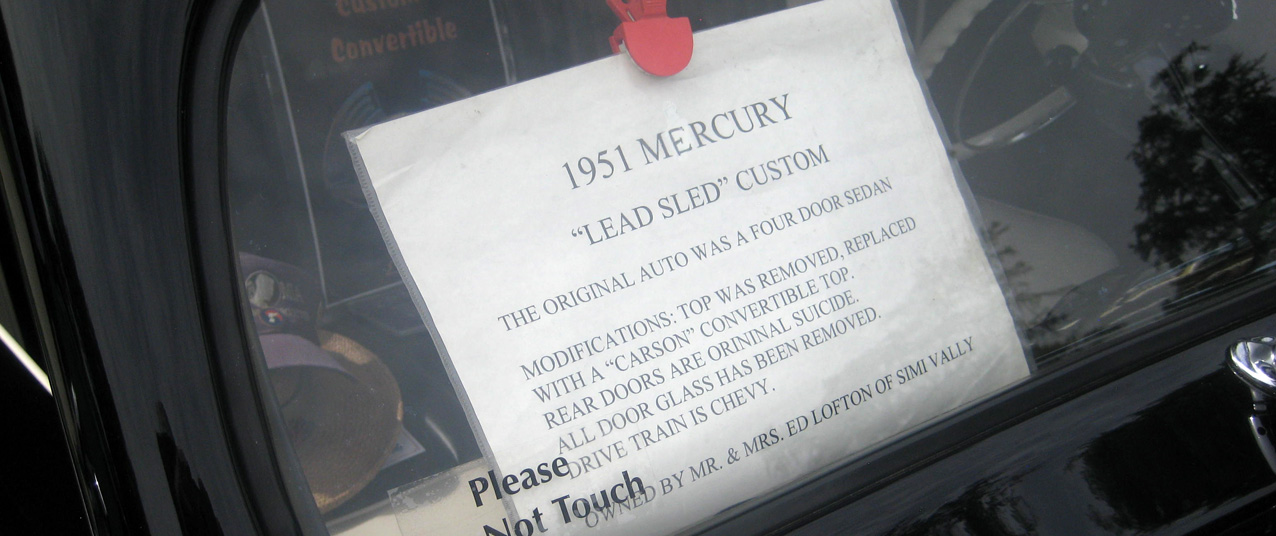 Custom
Convertible
1951 MERCURY
“LEAD SLED” CUSTOM
THE ORIGINAL AUTO WAS A FOUR DOOR SEDAN
MODIFICATIONS: TOP WAS REMOVED, REPLACED
WITH A “CARSON” CONVERTIBLE TOP.
REAR DOORS ARE ORININAL SUICIDE.
ALL DOOR GLASS HAS BEEN REMOVED.
DRIVE TRAIN IS CHEVY.
OWNED BY MR. & MRS. ED LOFTON OF SIMI VALLY
Please
Not Touch